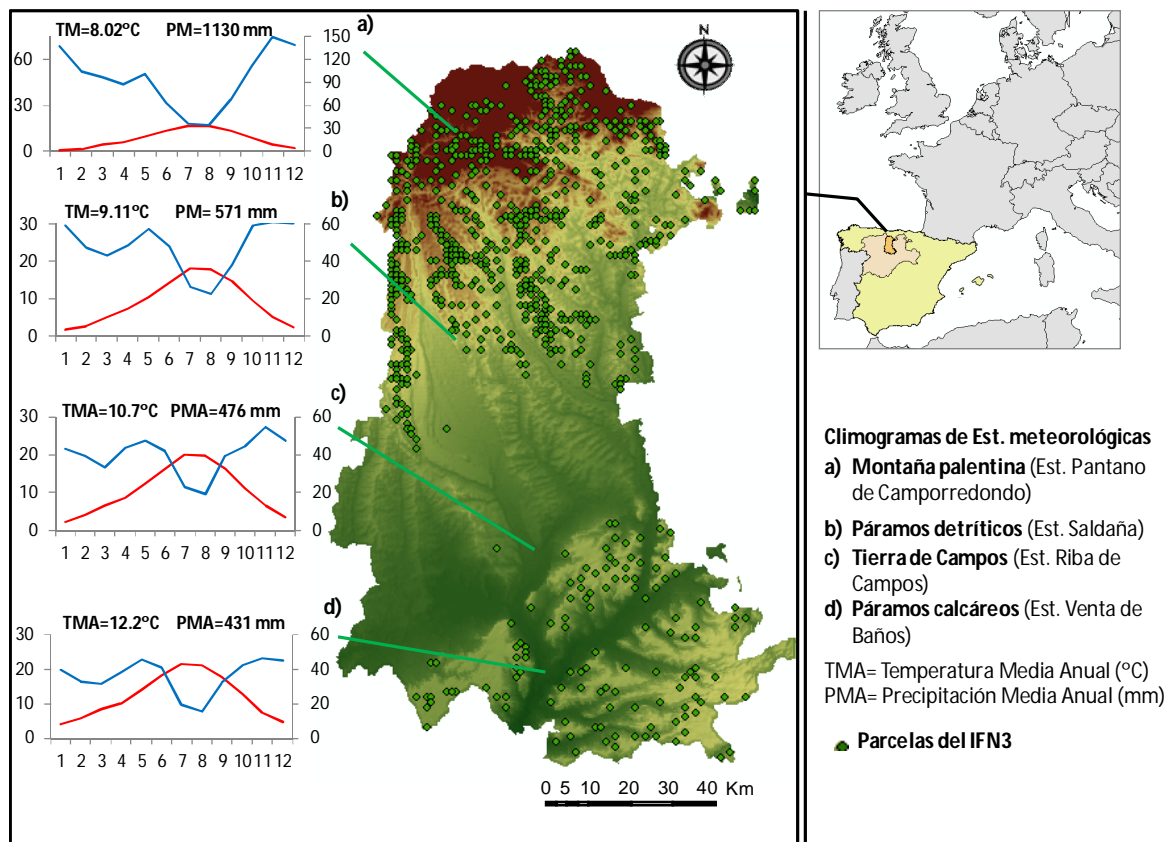 TM=8.02ºC PM=1130 mm
a)
60
30
0
150
120
90
60
30
0
1 2 3 4 5 6 7 8 9 10 11 12
N
TM=9.11ºC PM= 571 mm
b)
30
20
10
0
60
40
20
0
1 2 3 4 5 6 7 8 9 10 11 12
TMA=10.7ºC PMA=476 mm
c)
30
20
10
0
60
40
20
0
1 2 3 4 5 6 7 8 9 10 11 12
TMA=12.2ºC PMA=431 mm
d)
30
20
10
0
60
40
20
0
1 2 3 4 5 6 7 8 9 10 11 12
0 5 10 20 30 40 Km
Climogramas de Est. meteorológicas
a) Montaña palentina (Est. Pantano
de Camporredondo)
b) Páramos detríticos (Est. Saldaña)
c) Tierra de Campos (Est. Riba de
Campos)
d) Páramos calcáreos (Est. Venta de
Baños)
TMA= Temperatura Media Anual (ºC)
PMA= Precipitación Media Anual (mm)
Parcelas del IFN3